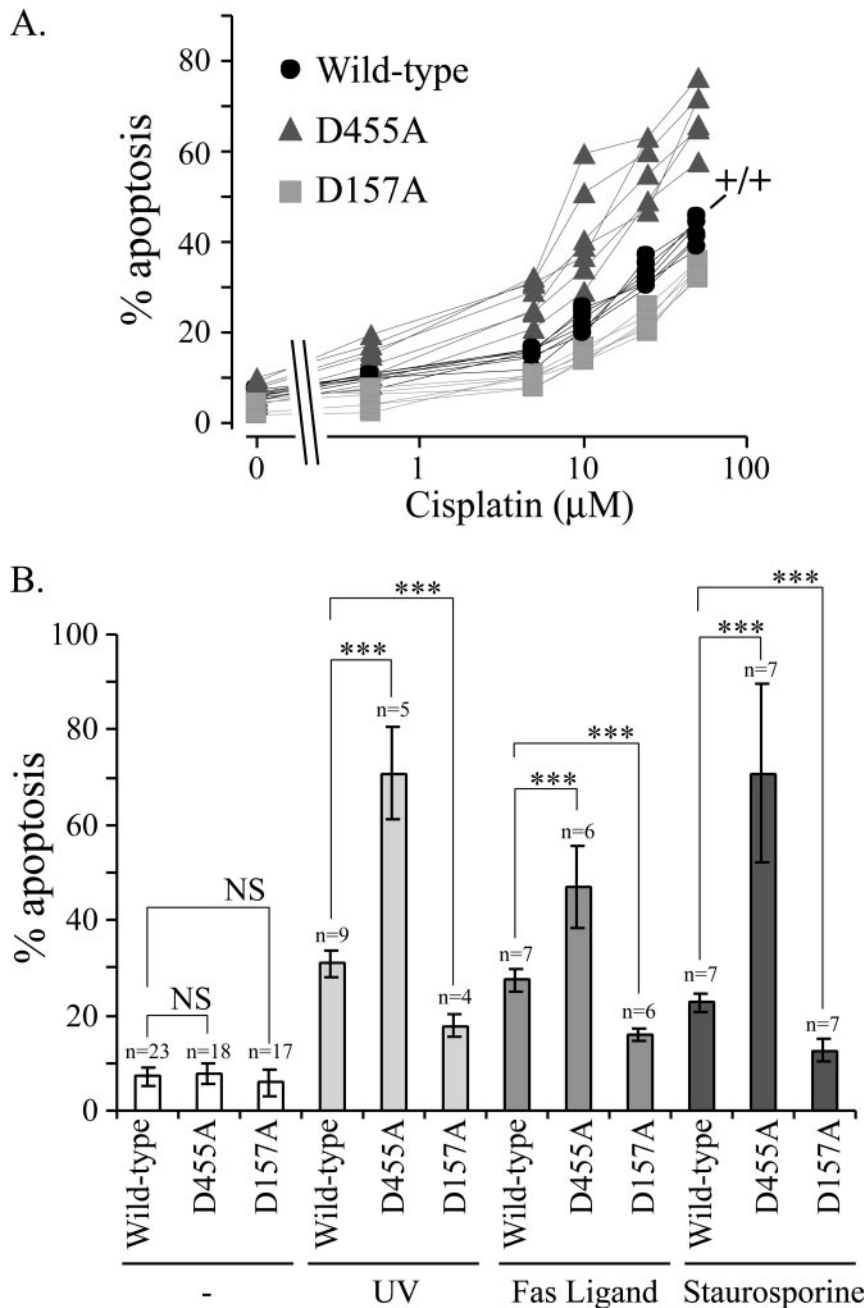 A.
80
60
40
20
0
% apoptosis
Wild-type
D455A
D157A
+/+
0
1
10
100
Cisplatin (μM)
B.
100
80
60
40
20
0
% apoptosis
NS
NS
n=23
n=18
n=17
***
***
n=9
n=5
n=4
***
***
n=7
n=6
n=6
***
***
n=7
n=7
n=7
Wild-type
D455A
D157A
Wild-type
D455A
D157A
Wild-type
D455A
D157A
Wild-type
D455A
D157A
-
UV
Fas Ligand
Staurosporine